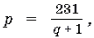 p = 231 / q + 1 ,